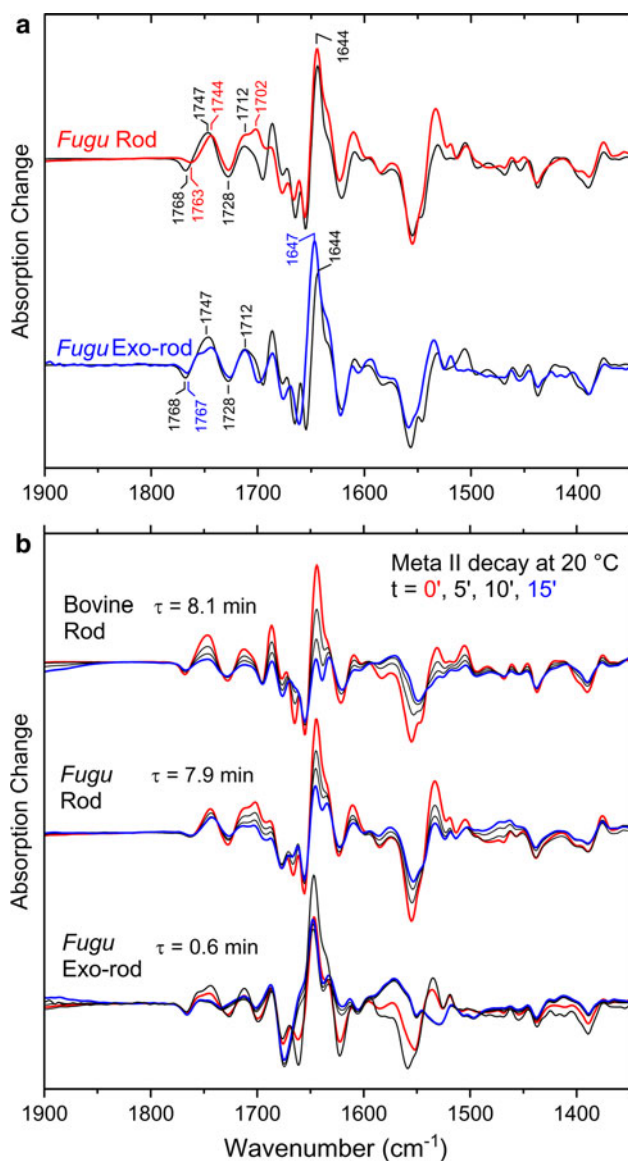 a
1644
1747
1744
1712
1702
Fugu Rod
1768
1763
1728
1647
1644
1747
1712
Fugu Exo-rod
1768
1767
1728
Absorption Change
1900 1800 1700 1600 1500 1400
b
Meta II decay at 20 °C
t = 0', 5', 10', 15'
Bovine
Rod
τ = 8.1 min
Fugu
Rod
τ = 7.9 min
Fugu
Exo-rod
τ = 0.6 min
Absorption Change
1900 1800 1700 1600 1500 1400
Wavenumber (cm⁻¹)